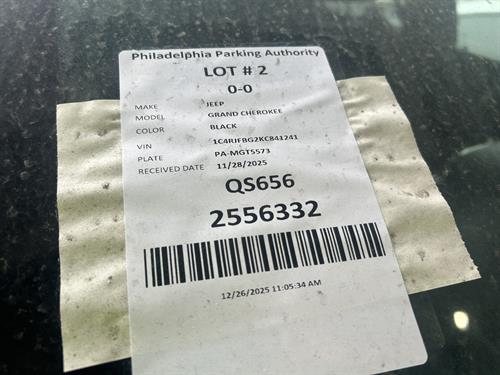 Philadelphia Parking Authority
LOT # 2
0-0
MAKE JEEP
MODEL GRAND CHEROKEE
COLOR BLACK
VIN 1C4RJFBG2KC841241
PLATE PA-MGT5573
RECEIVED DATE 11/28/2025
QS656
2556332
12/26/2025 11:05:34 AM